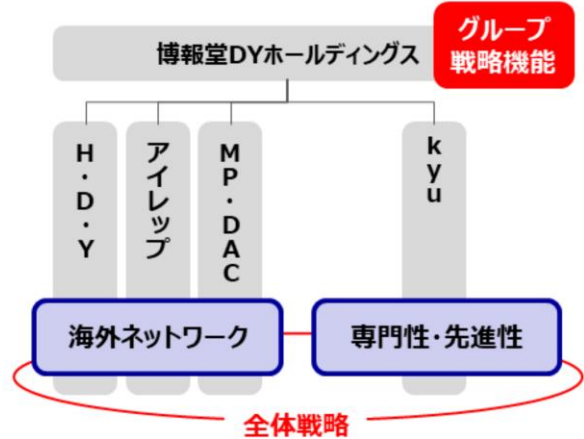 グループ
戦略機能
博報堂DYホールディングス
H・D・Y
アイレップ
MP・DAC
kyu
海外ネットワーク
専門性・先進性
全体戦略